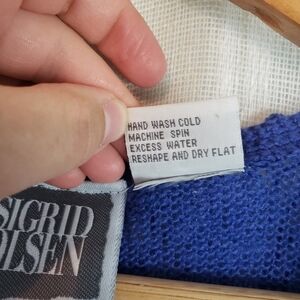 HAND WASH COLD
MACHINE SPIN
EXCESS WATER
RESHAPE AND DRY FLAT
SIGRID
OLSEN